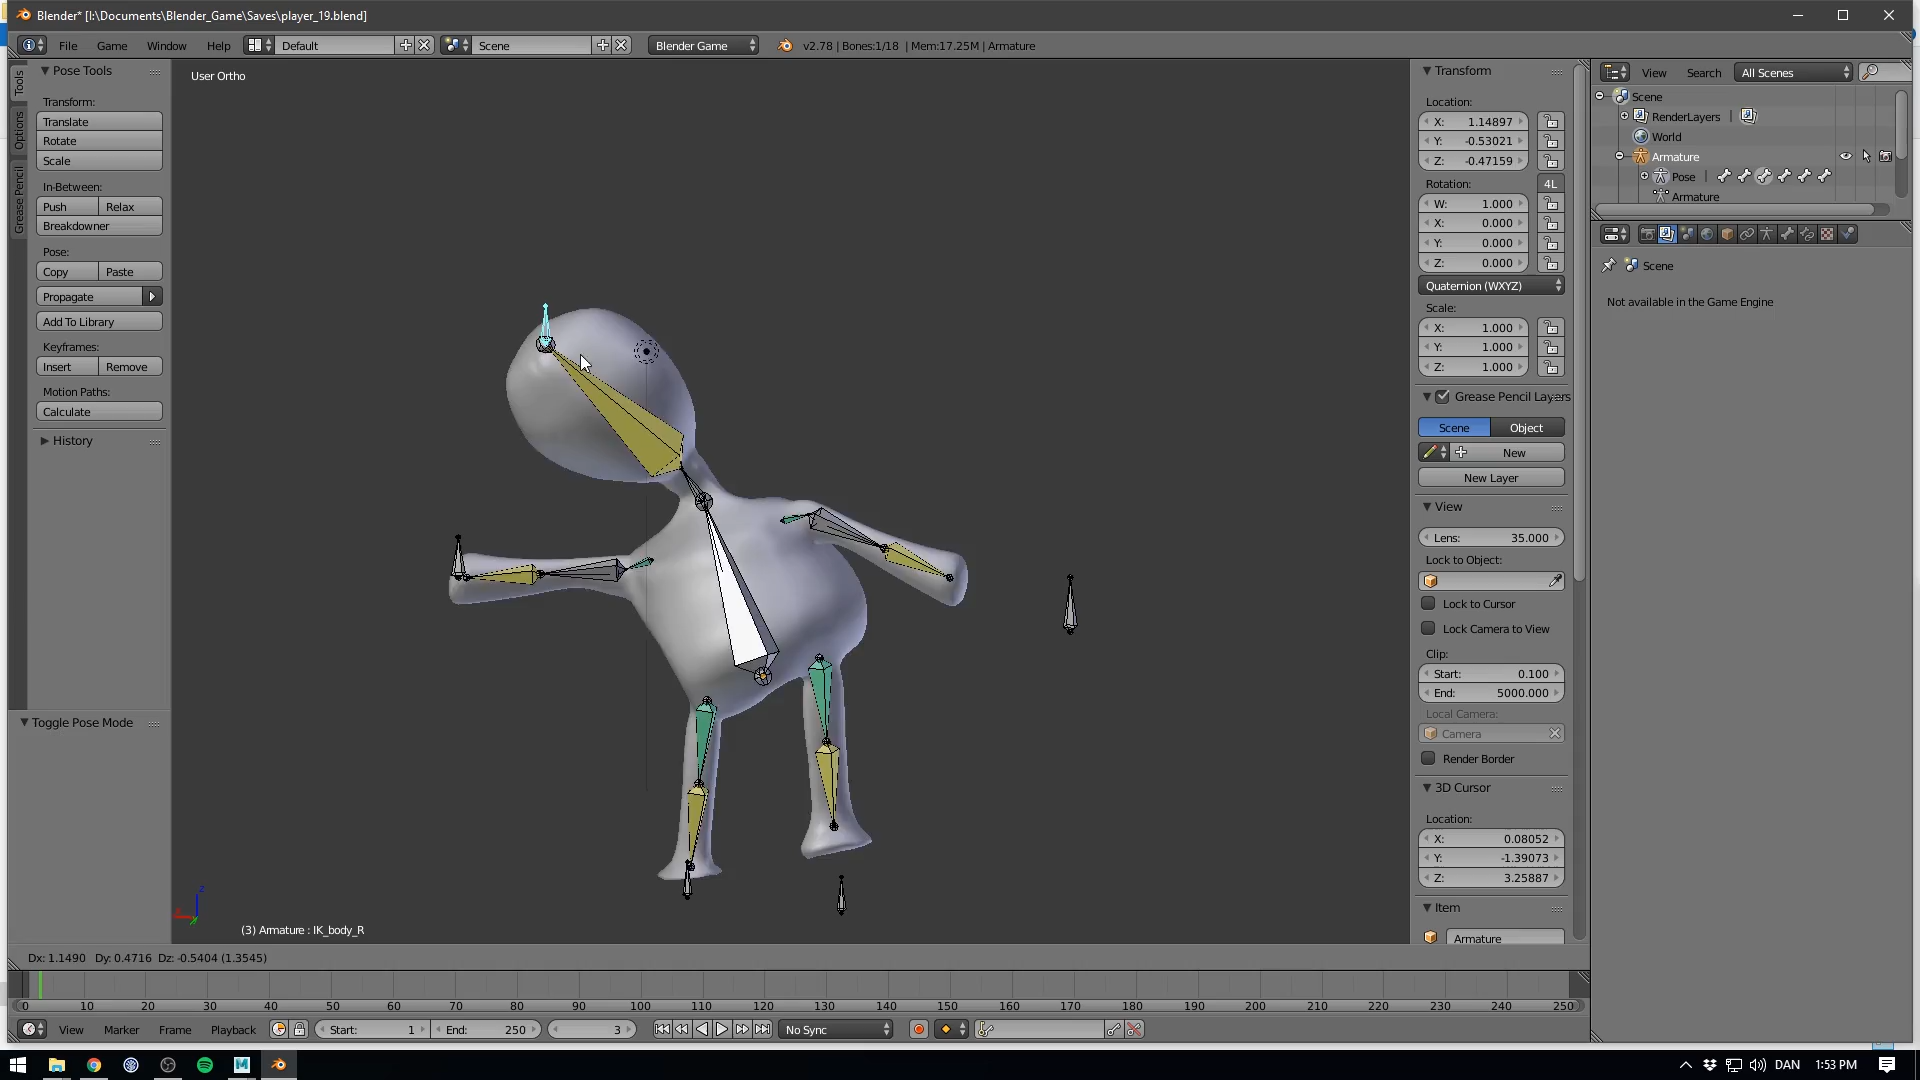 Blender* [I:\Documents\Blender_Game\Saves\player_19.blend]
File Game Window Help Default Scene Blender Game v2.78 | Bones:1/18 | Mem:17.25M | Armature
Tools
Options
Grease Pencil
Pose Tools
Transform:
Translate
Rotate
Scale
In-Between:
Push Relax
Breakdowner
Pose:
Copy Paste
Propagate
Add To Library
Keyframes:
Insert Remove
Motion Paths:
Calculate
History
Toggle Pose Mode
User Ortho
(3) Armature : IK_body_R
Transform
Location:
X: 1.14897
Y: -0.53021
Z: -0.47159
Rotation: 4L
W: 1.000
X: 0.000
Y: 0.000
Z: 0.000
Quaternion (WXYZ)
Scale:
X: 1.000
Y: 1.000
Z: 1.000
Grease Pencil Layers
Scene Object
New
New Layer
View
Lens: 35.000
Lock to Object:
Lock to Cursor
Lock Camera to View
Clip:
Start: 0.100
End: 5000.000
Local Camera:
Camera
Render Border
3D Cursor
Location:
X: 0.08052
Y: -1.39073
Z: 3.25887
Item
Armature
View Search All Scenes
Scene
RenderLayers |
World
Armature
Pose |
Armature
Scene
Not available in the Game Engine
Dx: 1.1490 Dy: 0.4716 Dz: -0.5404 (1.3545)
0 10 20 30 40 50 60 70 80 90 100 110 120 130 140 150 160 170 180 190 200 210 220 230 240 250
View Marker Frame Playback Start: 1 End: 250 3 No Sync
DAN 1:53 PM